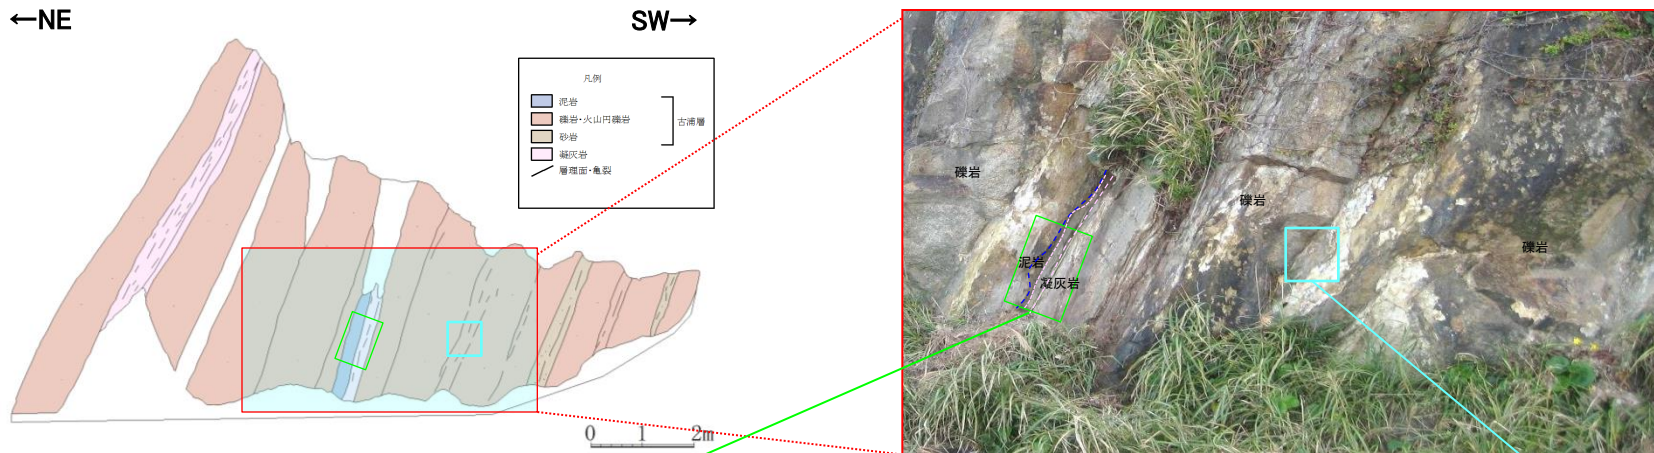 ←NE
SW→
凡例
泥岩
礫岩・火山円礫岩
砂岩
古浦層
凝灰岩
層理面・亀裂
0 1 2m
礫岩
礫岩
礫岩
泥岩
凝灰岩